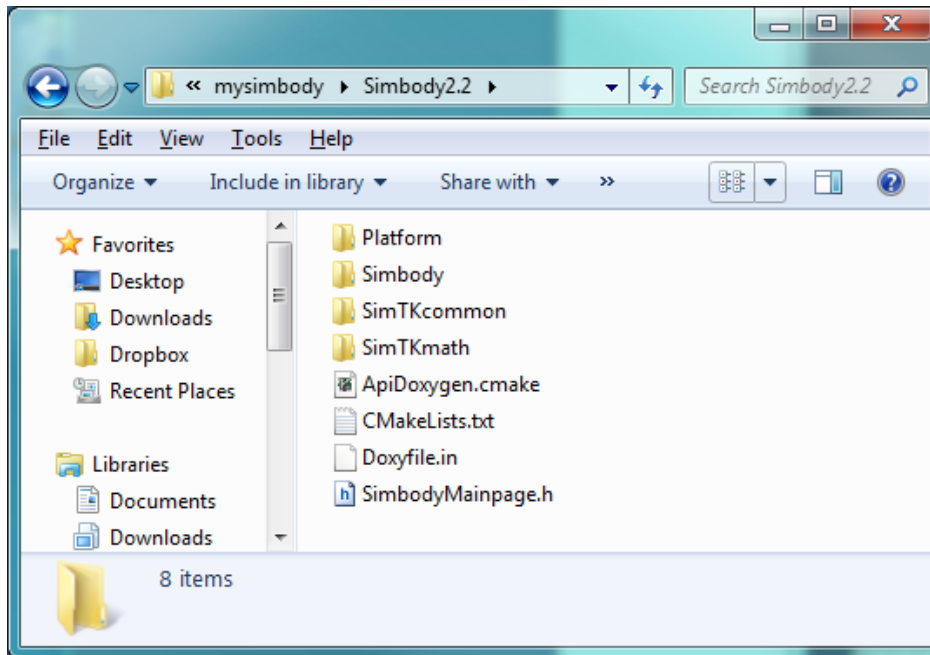 « mysimbody Simbody2.2 Search Simbody2.2
File Edit View Tools Help
Organize Include in library Share with »
Favorites
Desktop
Downloads
Dropbox
Recent Places
Libraries
Documents
Downloads
Platform
Simbody
SimTKcommon
SimTKmath
ApiDoxygen.cmake
CMakeLists.txt
Doxyfile.in
SimbodyMainpage.h
8 items